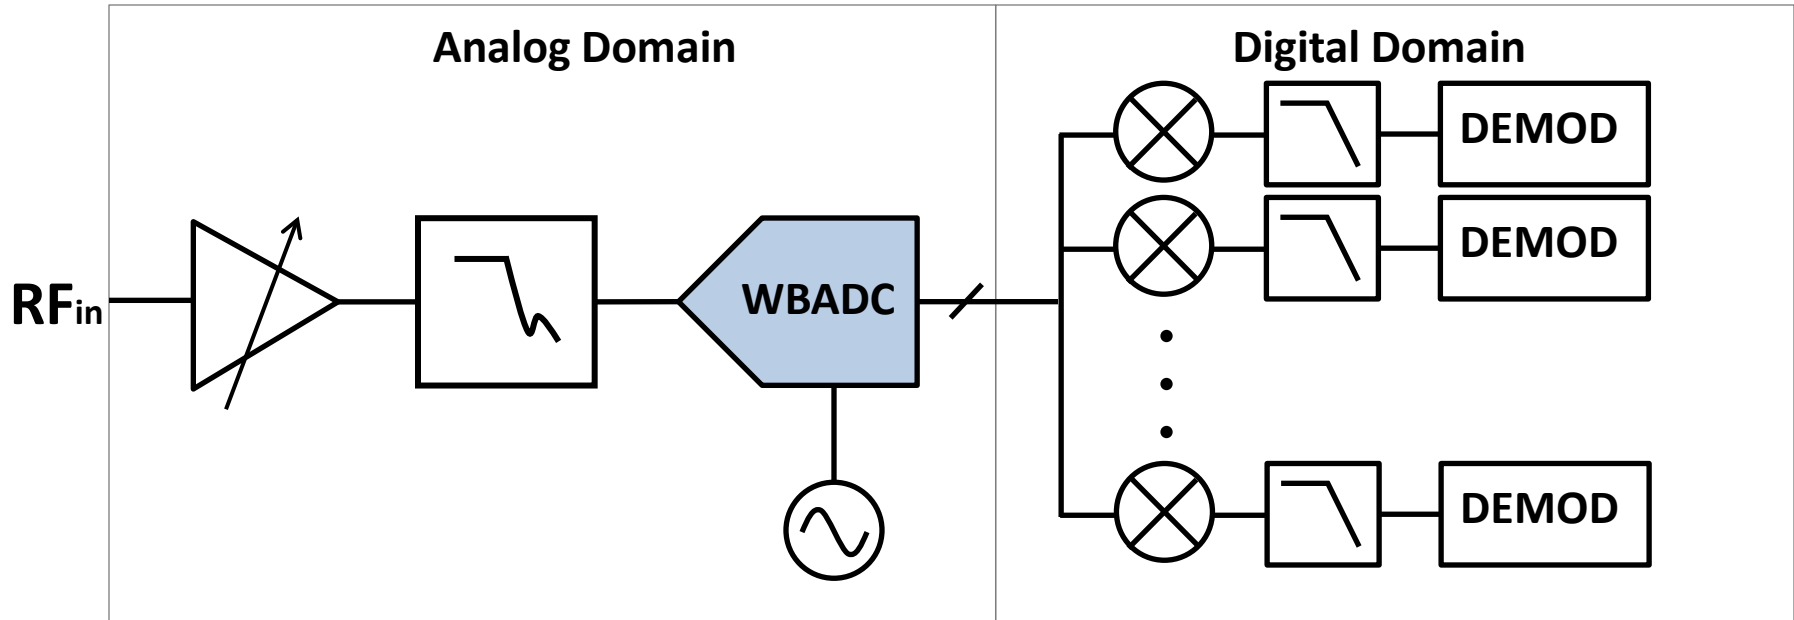 Analog Domain
Digital Domain
RFin
WBADC
DEMOD
DEMOD
DEMOD